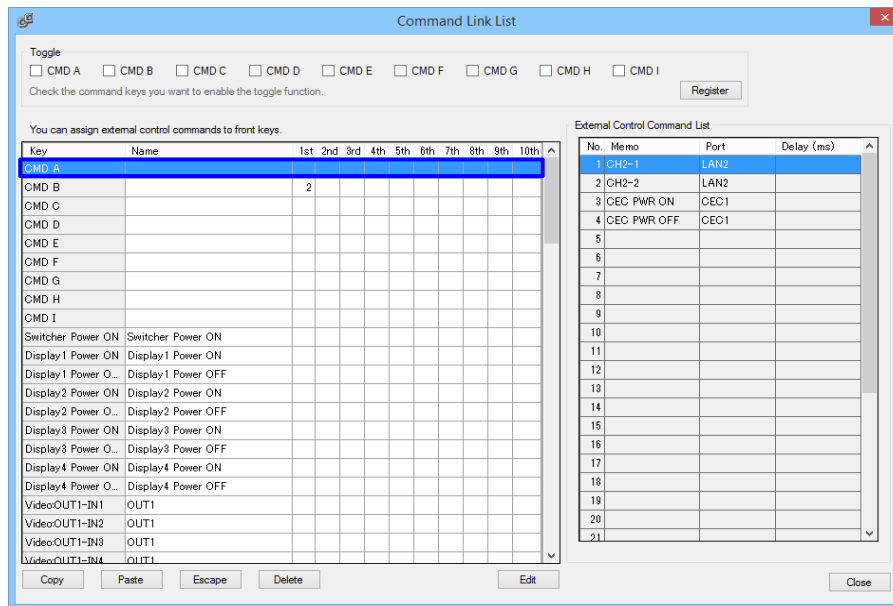 Command Link List
Toggle
CMD A CMD B CMD C CMD D CMD E CMD F CMD G CMD H CMD I
Check the command keys you want to enable the toggle function.
Register
You can assign external control commands to front keys.
Key Name 1st 2nd 3rd 4th 5th 6th 7th 8th 9th 10th
CMD A
CMD B 2
CMD C
CMD D
CMD E
CMD F
CMD G
CMD H
CMD I
Switcher Power ON Switcher Power ON
Display1 Power ON Display1 Power ON
Display1 Power O... Display1 Power OFF
Display2 Power ON Display2 Power ON
Display2 Power O... Display2 Power OFF
Display3 Power ON Display3 Power ON
Display3 Power O... Display3 Power OFF
Display4 Power ON Display4 Power ON
Display4 Power O... Display4 Power OFF
Video:OUT1-IN1 OUT1
Video:OUT1-IN2 OUT1
Video:OUT1-IN3 OUT1
Video:OUT1-IN4 OUT1
Copy Paste Escape Delete Edit
External Control Command List
No. Memo Port Delay (ms)
1 CH2-1 LAN2
2 CH2-2 LAN2
3 CEC PWR ON CEC1
4 CEC PWR OFF CEC1
5
6
7
8
9
10
11
12
13
14
15
16
17
18
19
20
21
Close